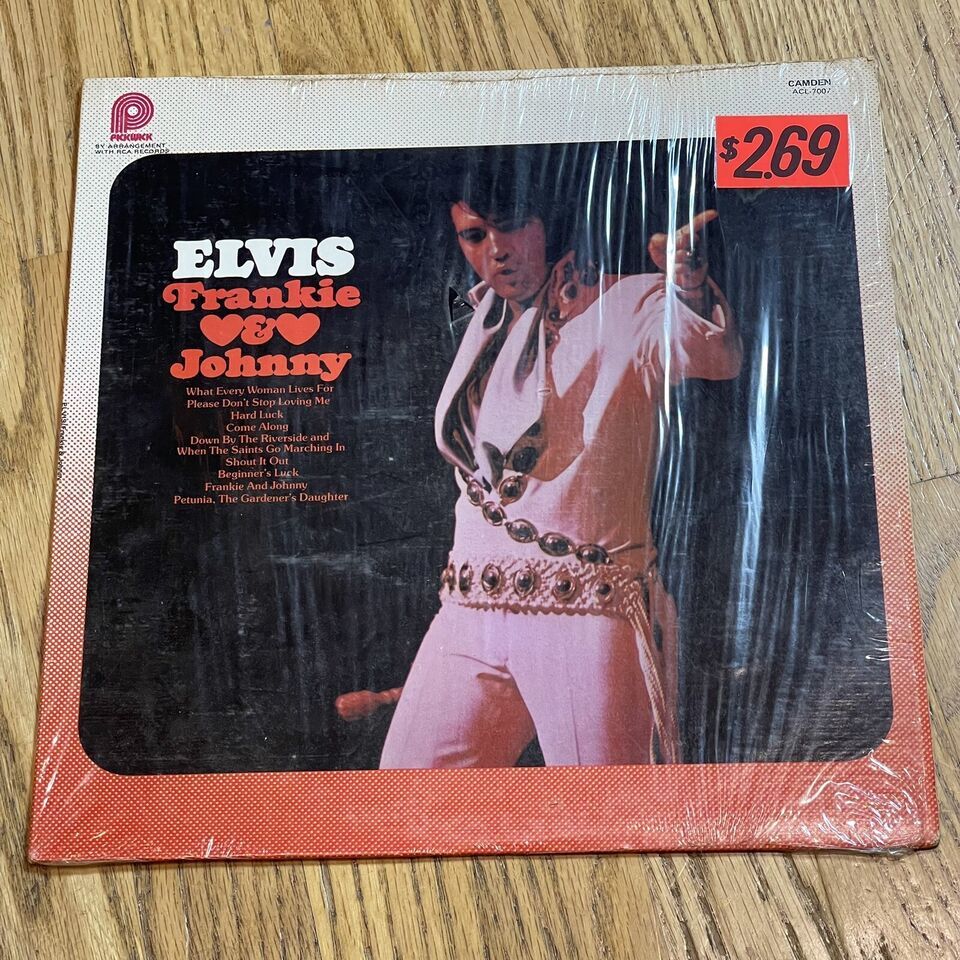 PICKWICK
BY ARRANGEMENT
WITH RCA RECORDS
CAMDEN
ACL-7007
$2.69
ELVIS
Frankie
&
Johnny
What Every Woman Lives For
Please Don't Stop Loving Me
Hard Luck
Come Along
Down By The Riverside and
When The Saints Go Marching In
Shout It Out
Beginner's Luck
Frankie And Johnny
Petunia, The Gardener's Daughter